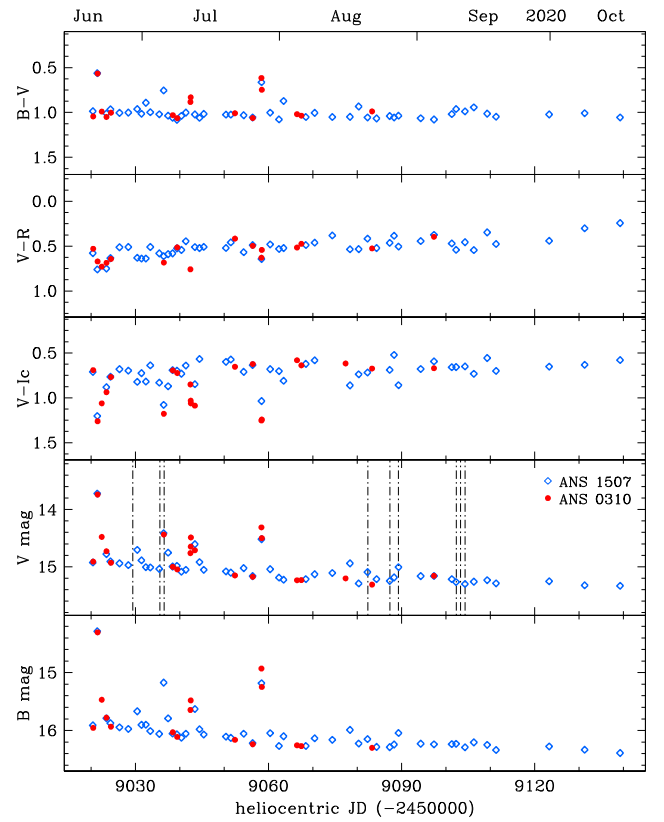 Jun Jul Aug Sep 2020 Oct
B-V
0.5
1.0
1.5
V-R
0.0
0.5
1.0
V-Ic
0.5
1.0
1.5
V mag
14
15
ANS 1507
ANS 0310
B mag
15
16
9030 9060 9090 9120
heliocentric JD (-2450000)